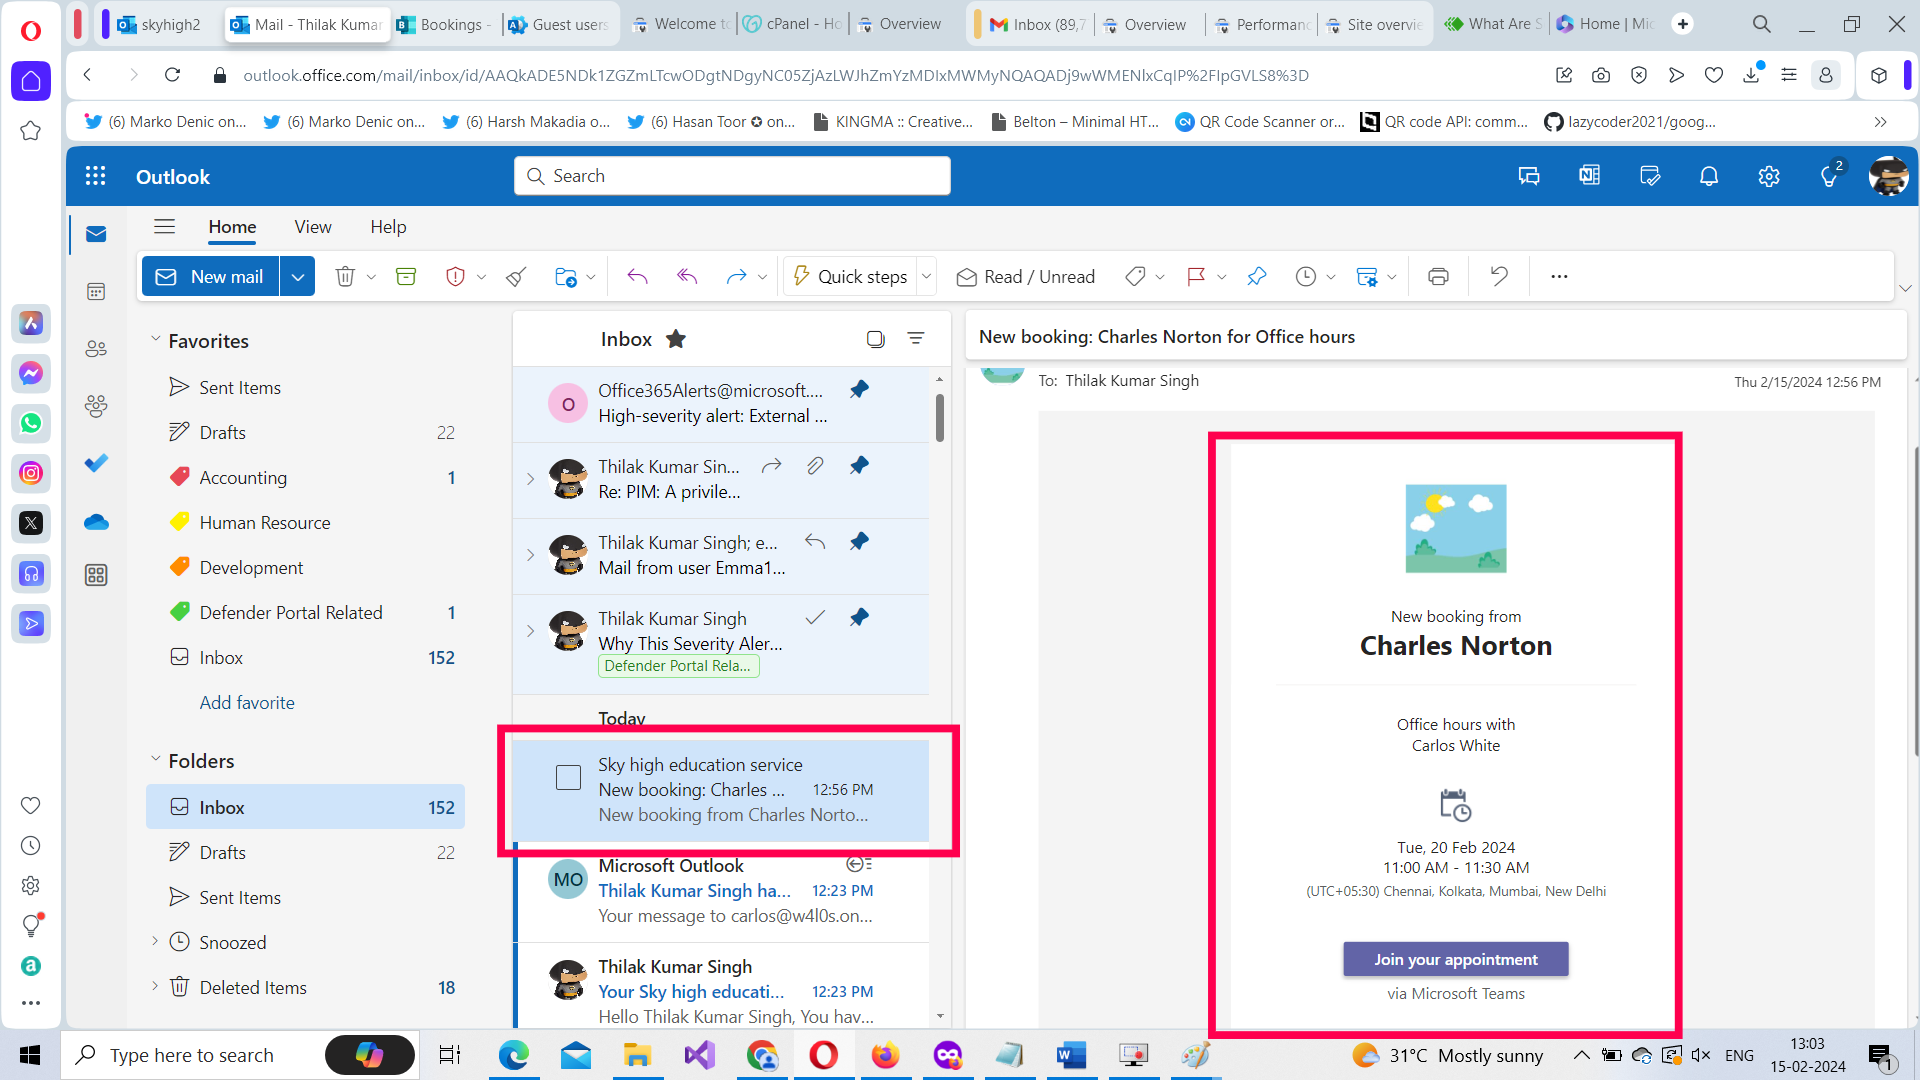 skyhigh2
Mail - Thilak Kumar
Bookings -
Guest users
Welcome to
cPanel - Ho
Overview
Inbox (89,7
Overview
Performanc
Site overvie
What Are S
Home | Mic
outlook.office.com/mail/inbox/id/AAQkADE5NDk1ZGZmLTcwODgtNDgyNC05ZjAzLWJhZmYzMDIxMWMyNQAQADj9wWMENlxCqIP%2FIpGVLS8%3D
(6) Marko Denic on...
(6) Marko Denic on...
(6) Harsh Makadia o...
(6) Hasan Toor ✪ on...
KINGMA :: Creative...
Belton – Minimal HT...
QR Code Scanner or...
QR code API: comm...
lazycoder2021/goog...
Outlook
Search
2
Home
View
Help
New mail
Quick steps
Read / Unread
Favorites
Sent Items
Drafts 22
Accounting 1
Human Resource
Development
Defender Portal Related 1
Inbox 152
Add favorite
Folders
Inbox 152
Drafts 22
Sent Items
Snoozed
Deleted Items 18
Inbox
O
Office365Alerts@microsoft....
High-severity alert: External ...
Thilak Kumar Sin...
Re: PIM: A privile...
Thilak Kumar Singh; e...
Mail from user Emma1...
Thilak Kumar Singh
Why This Severity Aler...
Defender Portal Rela...
Today
Sky high education service
New booking: Charles ... 12:56 PM
New booking from Charles Norto...
MO
Microsoft Outlook
Thilak Kumar Singh ha... 12:23 PM
Your message to carlos@w4l0s.on...
Thilak Kumar Singh
Your Sky high educati... 12:23 PM
Hello Thilak Kumar Singh, You hav...
New booking: Charles Norton for Office hours
To: Thilak Kumar Singh
Thu 2/15/2024 12:56 PM
New booking from
Charles Norton
Office hours with
Carlos White
Tue, 20 Feb 2024
11:00 AM - 11:30 AM
(UTC+05:30) Chennai, Kolkata, Mumbai, New Delhi
Join your appointment
via Microsoft Teams
Type here to search
31°C Mostly sunny
ENG
13:03
15-02-2024
1